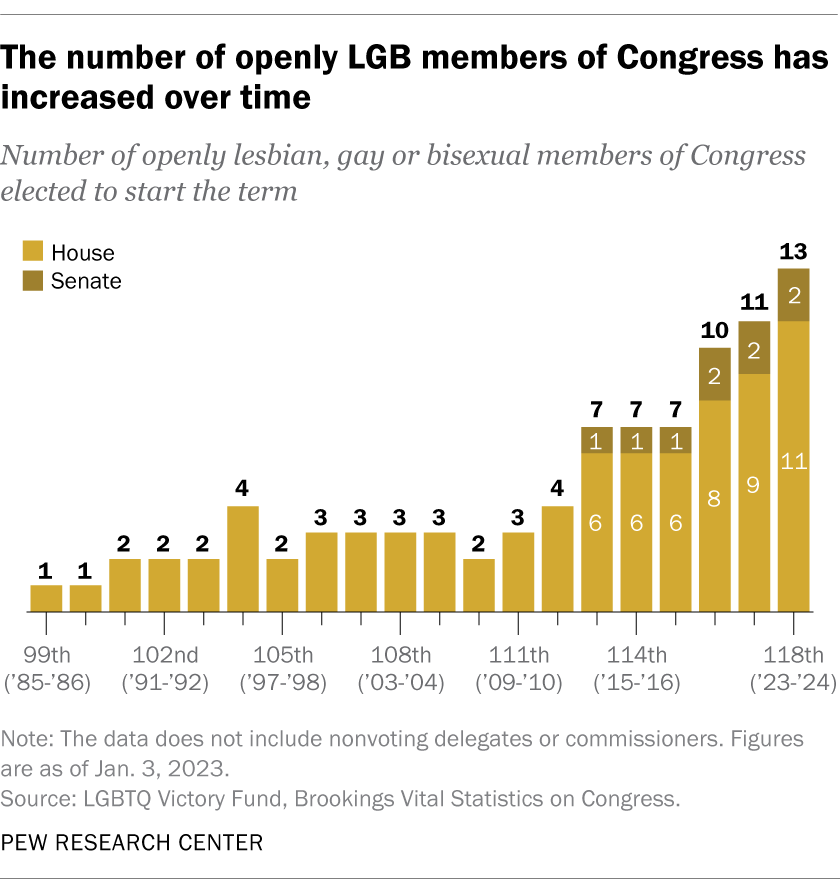 The number of openly LGB members of Congress has
increased over time
Number of openly lesbian, gay or bisexual members of Congress
elected to start the term
House
Senate
1 1 2 2 2 4 2 3 3 3 3 2 3 4 7 7 7 10 11 13
1 1 1 2 2 2
6 6 6 8 9 11
99th 102nd 105th 108th 111th 114th 118th
(’85-’86) (’91-’92) (’97-’98) (’03-’04) (’09-’10) (’15-’16) (’23-’24)
Note: The data does not include nonvoting delegates or commissioners. Figures
are as of Jan. 3, 2023.
Source: LGBTQ Victory Fund, Brookings Vital Statistics on Congress.
PEW RESEARCH CENTER